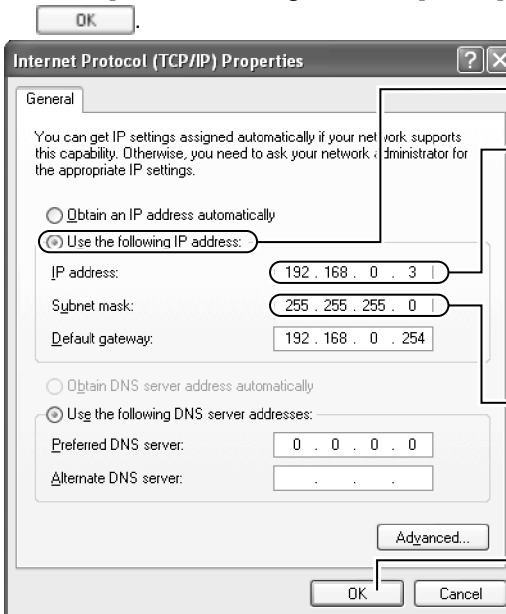 OK .
Internet Protocol (TCP/IP) Properties
General
You can get IP settings assigned automatically if your network supports
this capability. Otherwise, you need to ask your network administrator for
the appropriate IP settings.
Obtain an IP address automatically
Use the following IP address:
IP address: 192 . 168 . 0 . 3
Subnet mask: 255 . 255 . 255 . 0
Default gateway: 192 . 168 . 0 . 254
Obtain DNS server address automatically
Use the following DNS server addresses:
Preferred DNS server: 0 . 0 . 0 . 0
Alternate DNS server: . . .
Advanced...
OK Cancel